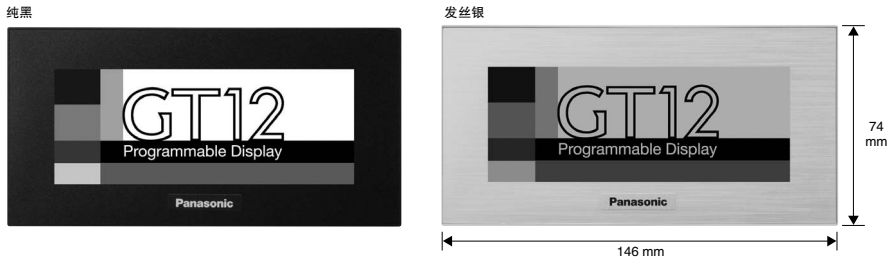 纯黑
发丝银
GT12
Programmable Display
Panasonic
GT12
Programmable Display
Panasonic
74
mm
146 mm